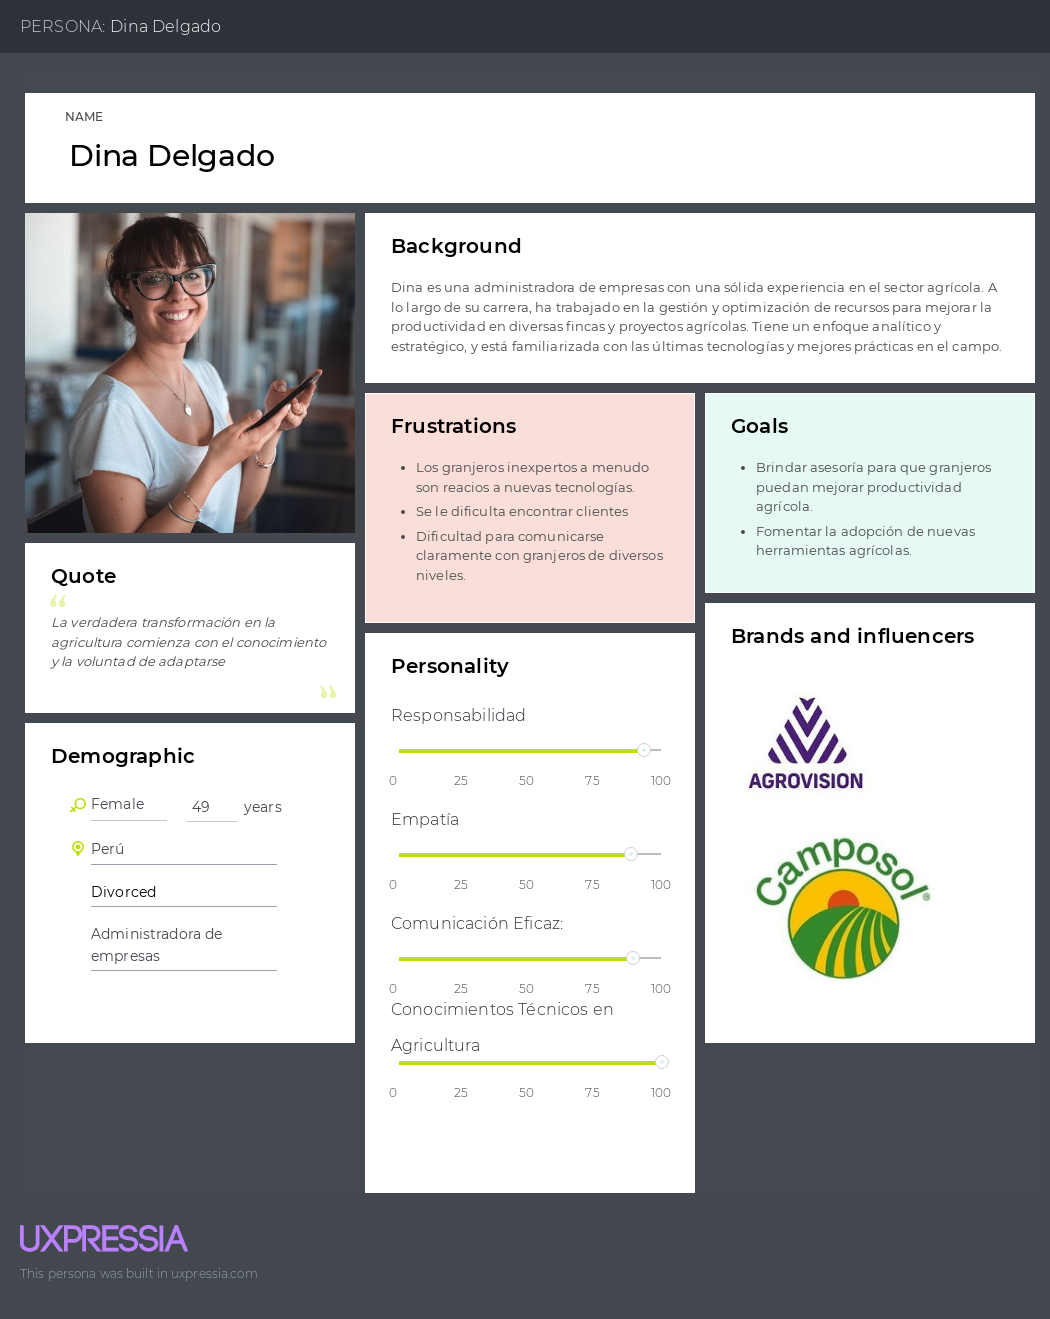 PERSONA: Dina Delgado
NAME
Dina Delgado
Background
Dina es una administradora de empresas con una sólida experiencia en el sector agrícola. A
lo largo de su carrera, ha trabajado en la gestión y optimización de recursos para mejorar la
productividad en diversas fincas y proyectos agrícolas. Tiene un enfoque analítico y
estratégico, y está familiarizada con las últimas tecnologías y mejores prácticas en el campo.
Quote
“
La verdadera transformación en la
agricultura comienza con el conocimiento
y la voluntad de adaptarse
”
Demographic
Female 49 years
Perú
Divorced
Administradora de
empresas
Frustrations
• Los granjeros inexpertos a menudo
son reacios a nuevas tecnologías.
• Se le dificulta encontrar clientes
• Dificultad para comunicarse
claramente con granjeros de diversos
niveles.
Personality
Responsabilidad
0 25 50 75 100
Empatía
0 25 50 75 100
Comunicación Eficaz:
0 25 50 75 100
Conocimientos Técnicos en
Agricultura
0 25 50 75 100
Goals
• Brindar asesoría para que granjeros
puedan mejorar productividad
agrícola.
• Fomentar la adopción de nuevas
herramientas agrícolas.
Brands and influencers
AGROVISION
Camposol®
UXPRESSIA
This persona was built in uxpressia.com